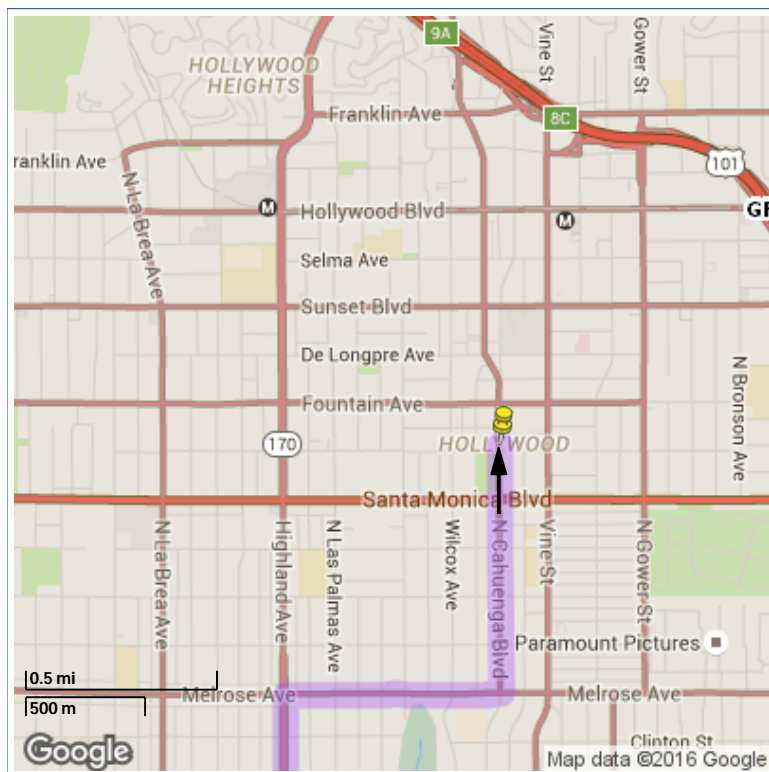 9A
Vine St
Gower St
HOLLYWOOD
HEIGHTS
Franklin Ave
8C
ranklin Ave
101
N La Brea Ave
M
Hollywood Blvd
M
GF
Selma Ave
Sunset Blvd
De Longpre Ave
N Bronson Ave
Fountain Ave
170
HOLLYWOOD
Santa Monica Blvd
N La Brea Ave
Highland Ave
N Las Palmas Ave
Wilcox Ave
N Cahuenga Blvd
Vine St
N Gower St
Paramount Pictures
0.5 mi
500 m
Melrose Ave
Melrose Ave
Clinton St
Google
Map data ©2016 Google